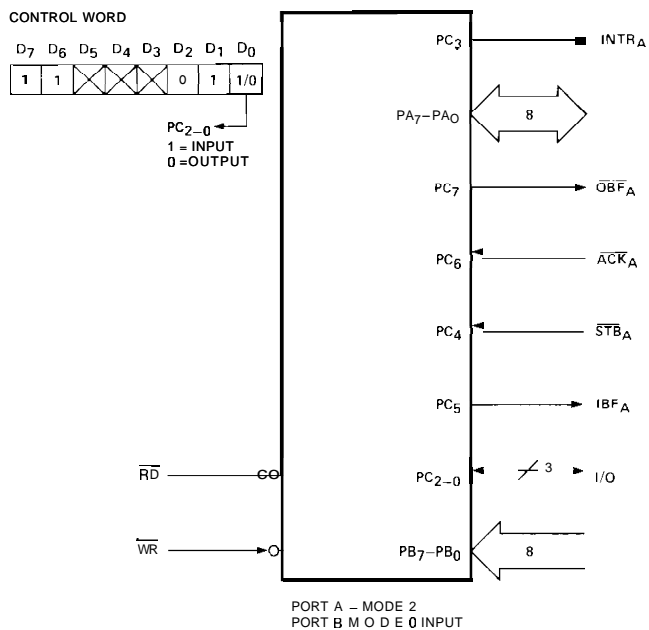 CONTROL WORD
D7 D6 D5 D4 D3 D2 D1 D0
1 1 0 1 1/0
PC2–0
1 = INPUT
0 =OUTPUT
PC3 INTRA
PA7–PA0 8
PC7 OBFA
PC6 ACKA
PC4 STBA
PC5 IBFA
RD CO PC2–0 3 I/O
WR PB7–PB0 8
PORT A – MODE 2
PORT B MODE 0 INPUT